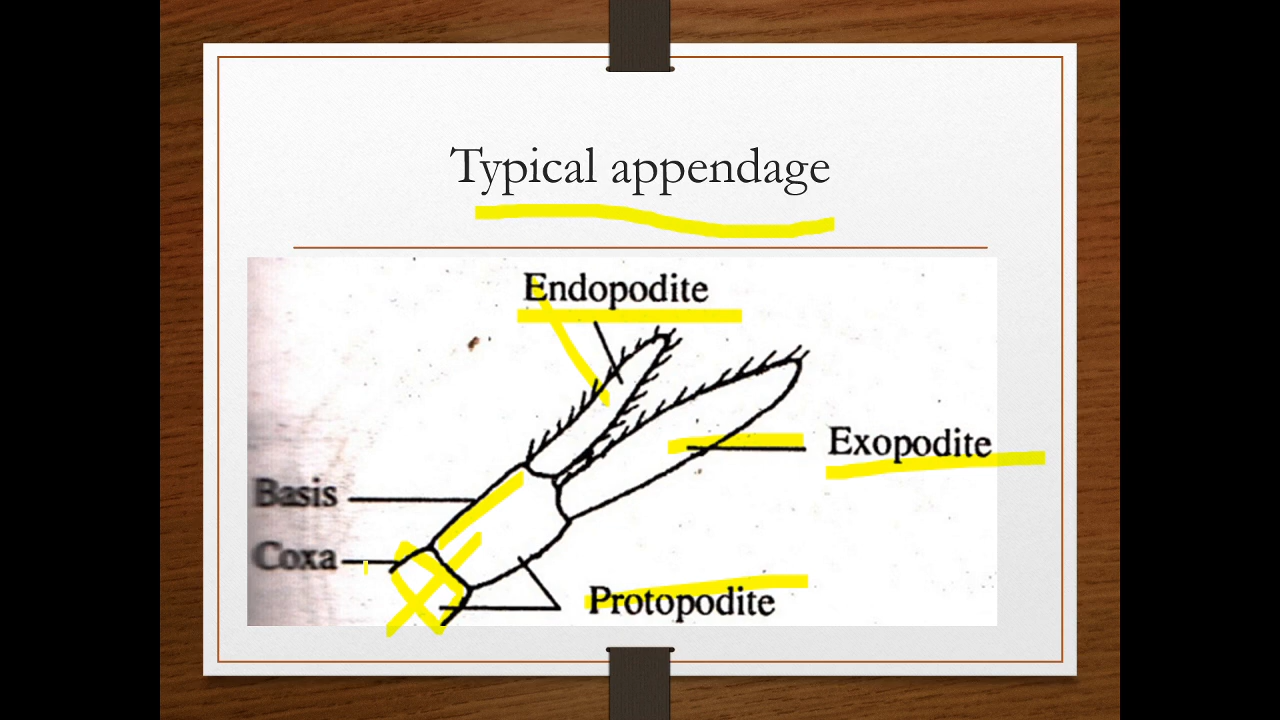 Typical appendage
Endopodite
Exopodite
Basis
Coxa
Protopodite